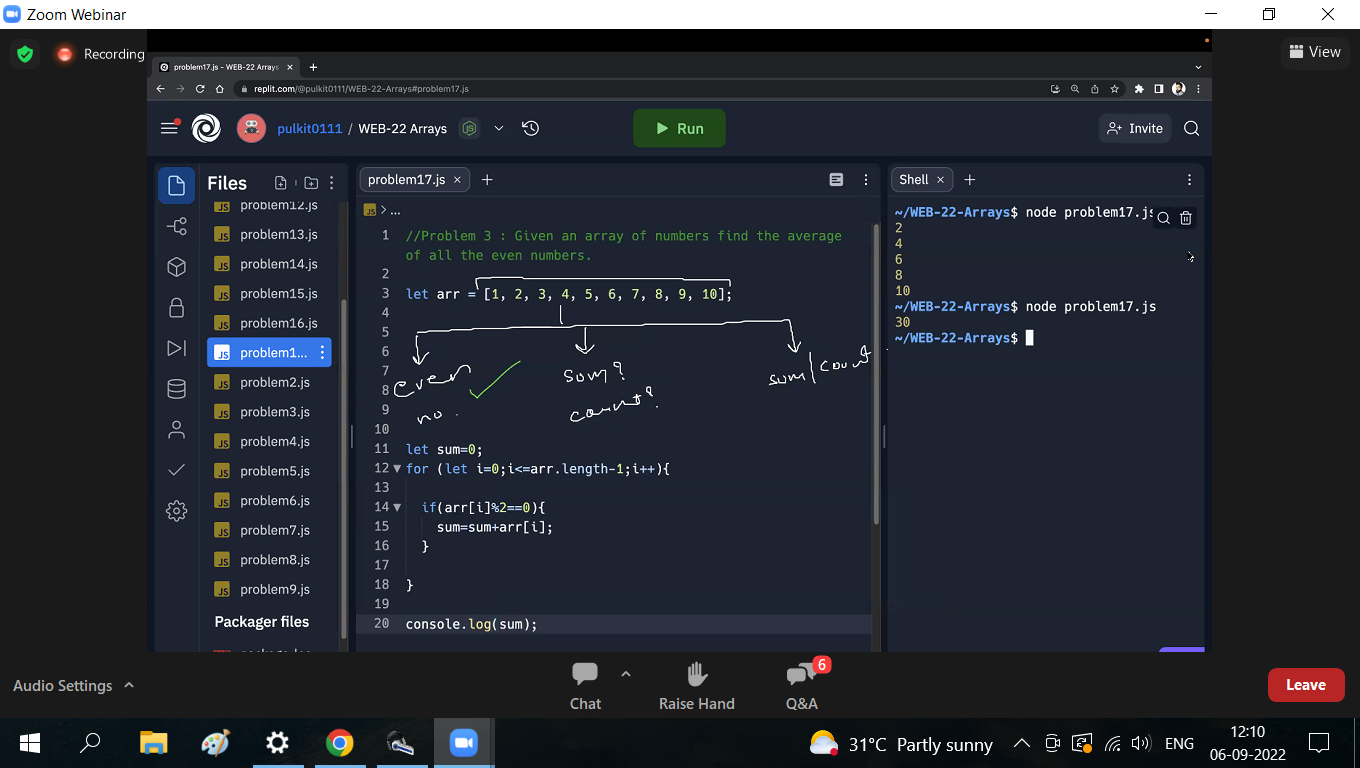 Zoom Webinar
Recording
View
problem17.js - WEB-22 Arrays
replit.com/@pulkit0111/WEB-22-Arrays#problem17.js
pulkit0111 / WEB-22 Arrays
Run
Invite
Files
problem12.js
problem13.js
problem14.js
problem15.js
problem16.js
problem1...
problem2.js
problem3.js
problem4.js
problem5.js
problem6.js
problem7.js
problem8.js
problem9.js
Packager files
problem17.js
...
1 //Problem 3 : Given an array of numbers find the average
of all the even numbers.
2
3 let arr = [1, 2, 3, 4, 5, 6, 7, 8, 9, 10];
4
5
6
7
8
9
10
11 let sum=0;
12 for (let i=0;i<=arr.length-1;i++){
13
14 if(arr[i]%2==0){
15 sum=sum+arr[i];
16 }
17
18 }
19
20 console.log(sum);
even
no.
sum?
count?
sum/count
Shell
~/WEB-22-Arrays$ node problem17.js
2
4
6
8
10
~/WEB-22-Arrays$ node problem17.js
30
~/WEB-22-Arrays$
Audio Settings
Chat
Raise Hand
6
Q&A
Leave
31°C Partly sunny
ENG
12:10
06-09-2022